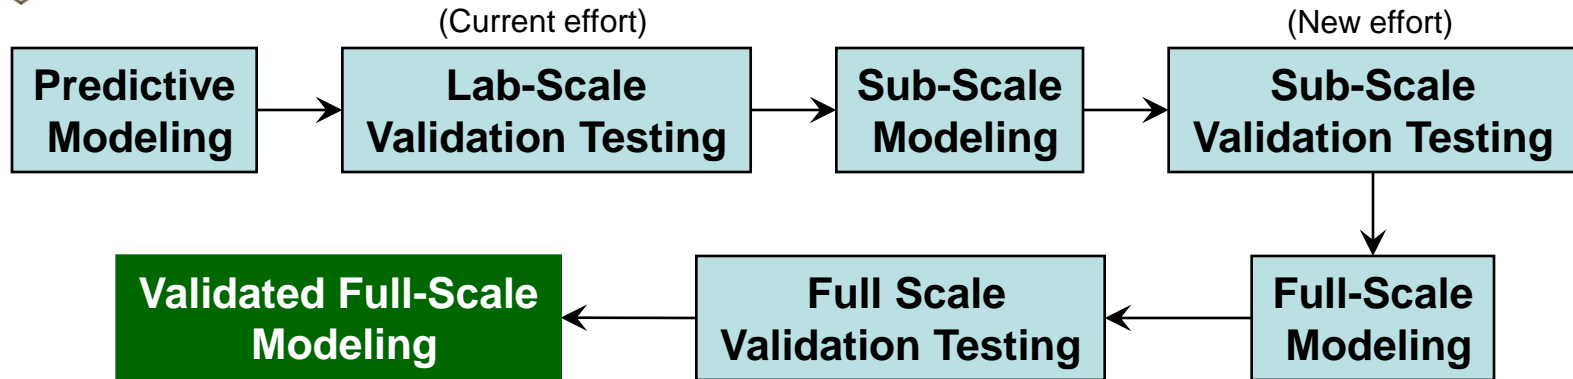 (Current effort)
(New effort)
Predictive
Modeling
Lab-Scale
Validation Testing
Sub-Scale
Modeling
Sub-Scale
Validation Testing
Full-Scale
Modeling
Full Scale
Validation Testing
Validated Full-Scale
Modeling